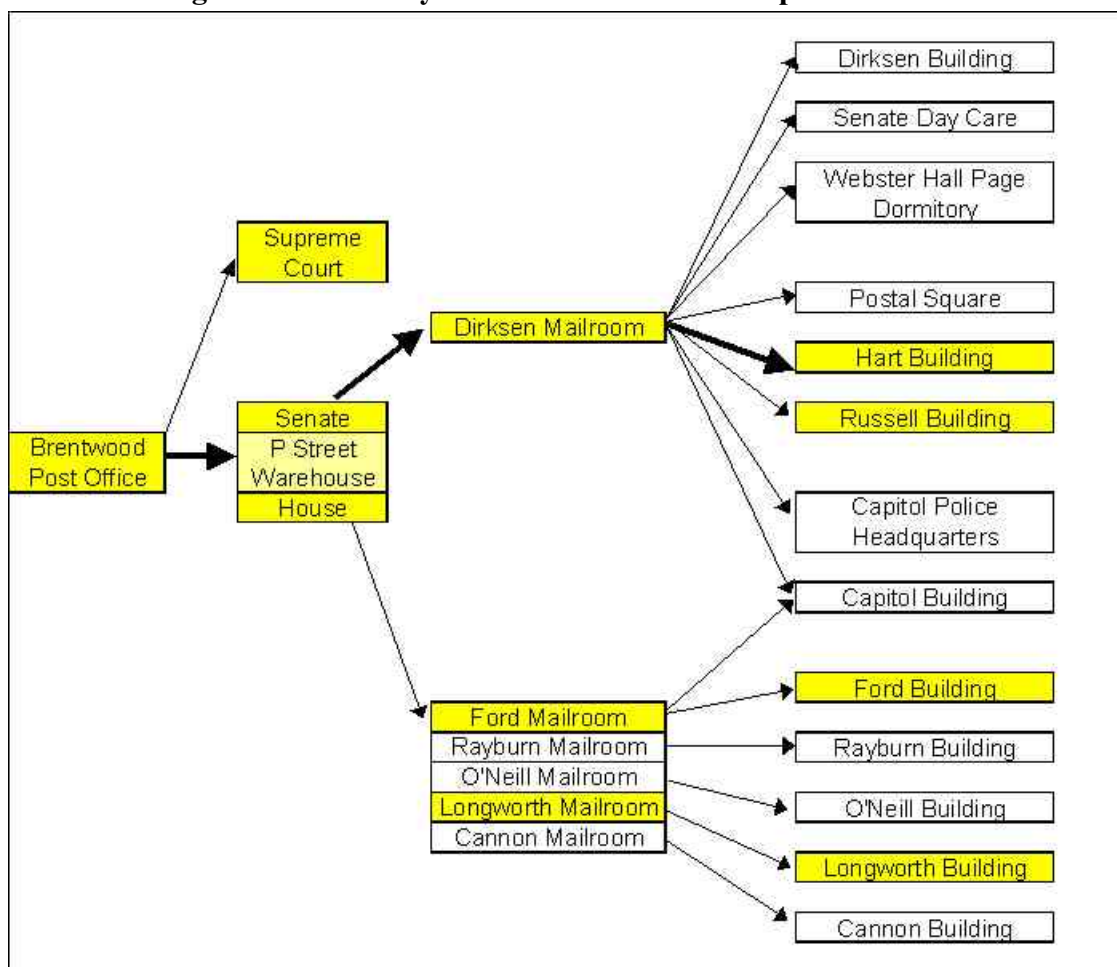 Dirksen Building
Senate Day Care
Webster Hall Page
Dormitory
Supreme
Court
Postal Square
Dirksen Mailroom
Hart Building
Senate
Russell Building
Brentwood
Post Office
P Street
Warehouse
House
Capitol Police
Headquarters
Capitol Building
Ford Building
Ford Mailroom
Rayburn Mailroom
Rayburn Building
O'Neill Mailroom
O'Neill Building
Longworth Mailroom
Cannon Mailroom
Longworth Building
Cannon Building